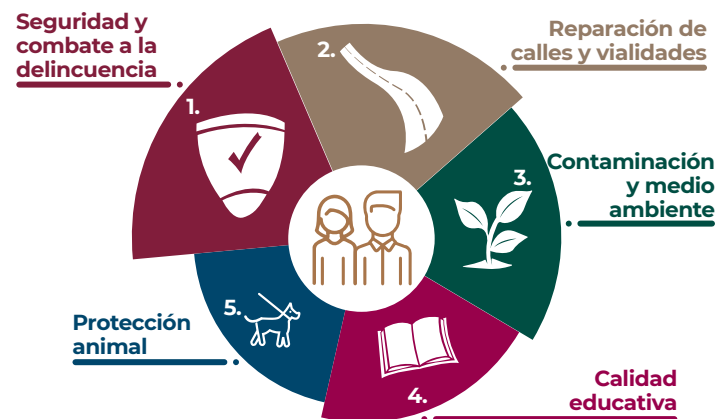 Seguridad y
combate a la
delincuencia
1.
2.
Reparación de
calles y vialidades
3.
Contaminación
y medio
ambiente
4.
Calidad
educativa
5.
Protección
animal